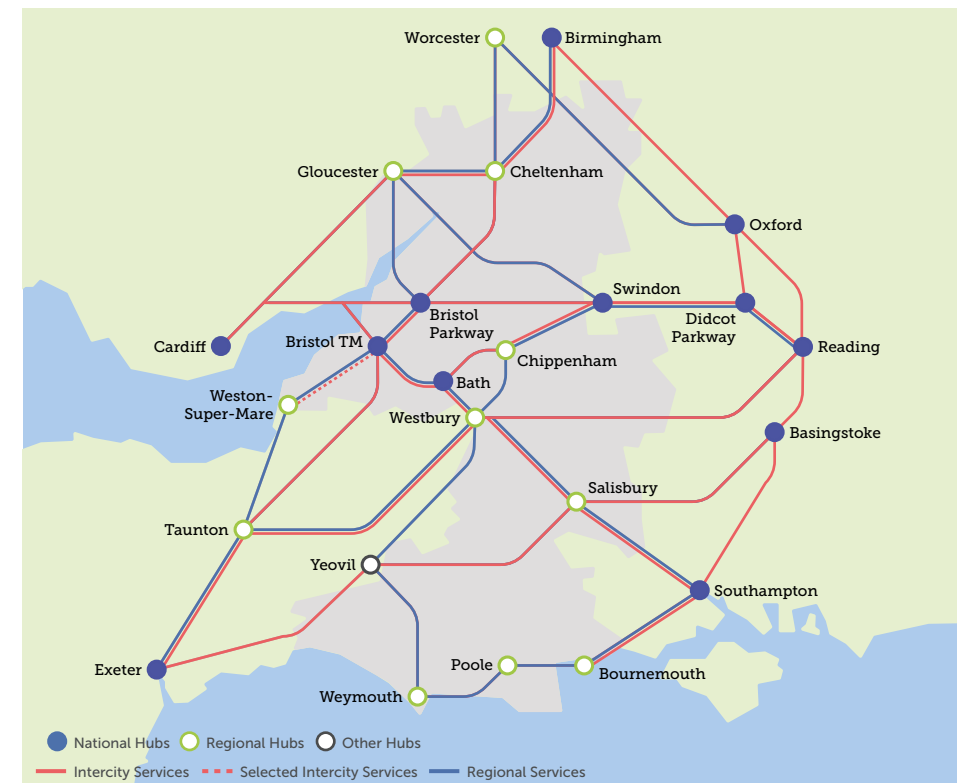 Worcester
Birmingham
Gloucester
Cheltenham
Oxford
Swindon
Bristol
Parkway
Didcot
Parkway
Cardiff
Bristol TM
Chippenham
Reading
Bath
Weston-
Super-Mare
Westbury
Basingstoke
Salisbury
Taunton
Yeovil
Southampton
Exeter
Poole
Bournemouth
Weymouth
National Hubs
Regional Hubs
Other Hubs
Intercity Services
Selected Intercity Services
Regional Services